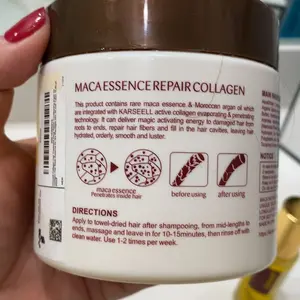 MACA ESSENCE REPAIR COLLAGEN
This product contains rare maca essence & Moroccan argan oil which
are integrated with KARSEELL active collagen evaporating & penetrating
technology. It can deliver magic activating energy to damaged hair from
roots to ends, repair hair fibers and fill in the hair cavities, leaving hair
hydrated, orderly, smooth and luster.
maca essence
Penetrates inside hair
before using
after using
DIRECTIONS
Apply to towel-dried hair after shampooing, from mid-lengths to
ends, massage and leave in for 10-15minutes, then rinse off with
clean water. Use 1-2 times per week.
NOTICE